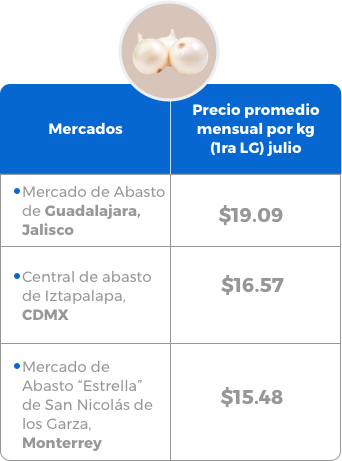 Mercados
Precio promedio
mensual por kg
(1ra LG) julio
•Mercado de Abasto
de Guadalajara,
Jalisco
$19.09
•Central de abasto
de Iztapalapa,
CDMX
$16.57
•Mercado de
Abasto “Estrella”
de San Nicolás de
los Garza,
Monterrey
$15.48